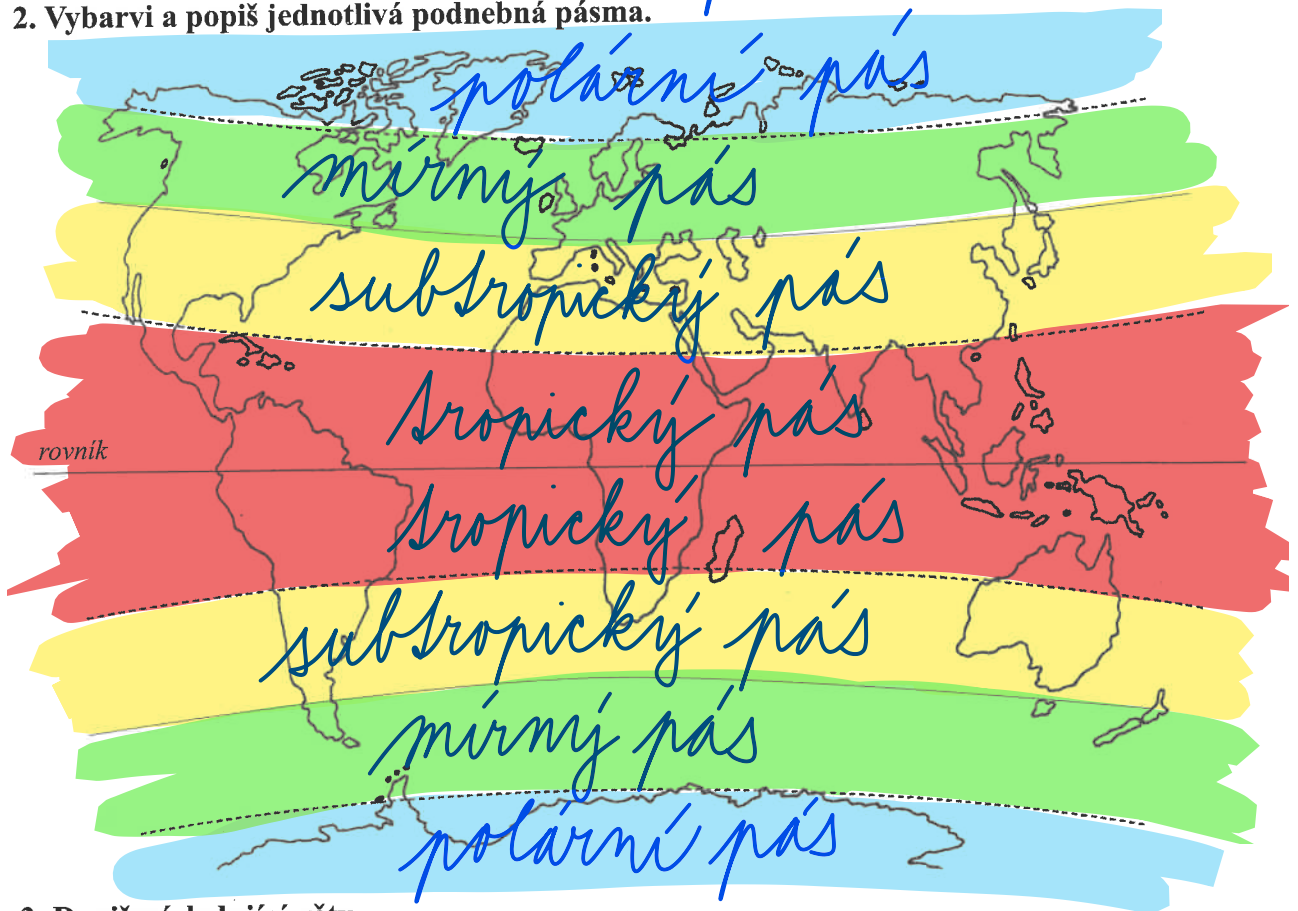 2. Vybarvi a popiš jednotlivá podnebná pásma.
polární pás
mírný pás
subtropický pás
tropický pás
rovník
tropický pás
subtropický pás
mírný pás
polární pás